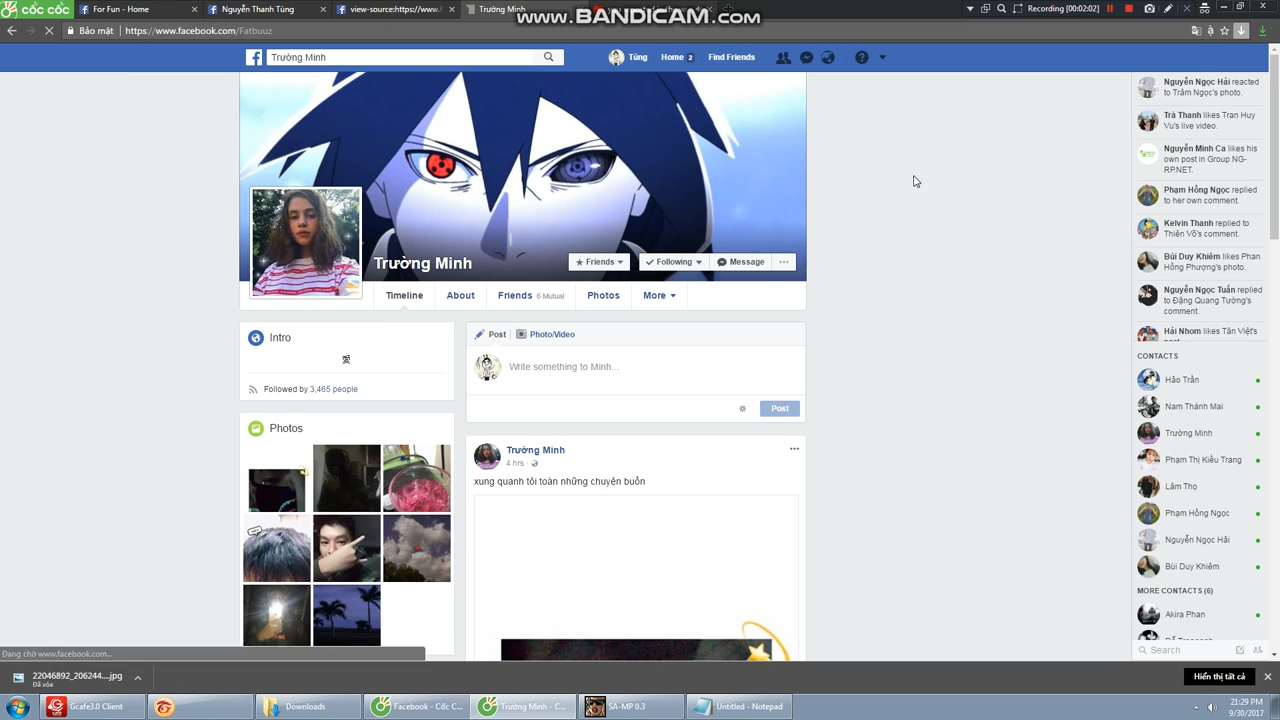 cốc cốc
For Fun - Home
Nguyễn Thanh Tùng
view-source:https://www.f
Trường Minh
www.BANDICAM.com
Recording [00:02:02]
Bảo mật
https://www.facebook.com/Fatbuuz
Trường Minh
Tùng
Home 2
Find Friends
Trường Minh
Friends
Following
Message
Timeline
About
Friends 6 Mutual
Photos
More
Intro
Followed by 3,465 people
Photos
Post
Photo/Video
Write something to Minh...
Post
Trường Minh
4 hrs
xung quanh tôi toàn những chuyện buồn
Nguyễn Ngọc Hải reacted
to Trâm Ngọc's photo.
Trà Thanh likes Tran Huy
Vu's live video.
Nguyễn Minh Ca likes his
own post in Group NG-
RP.NET.
Phạm Hồng Ngọc replied
to her own comment.
Kelvin Thanh replied to
Thiên Võ's comment.
Bùi Duy Khiêm likes Phan
Hồng Phượng's photo.
Nguyễn Ngọc Tuấn replied
to Đặng Quang Tường's
comment.
Hải Nhom likes Tân Việt's
post.
CONTACTS
Hảo Trần
Nam Thánh Mai
Trường Minh
Phạm Thị Kiều Trang
Lâm Thọ
Phạm Hồng Ngọc
Nguyễn Ngọc Hải
Bùi Duy Khiêm
MORE CONTACTS (6)
Akira Phan
Search
Đang chờ www.facebook.com...
22046892_206244....jpg
Đã xóa
Hiển thị tất cả
Gcafe3.0 Client
Downloads
Facebook - Cốc C...
Trường Minh - C...
SA-MP 0.3
Untitled - Notepad
21:29 PM
9/30/2017